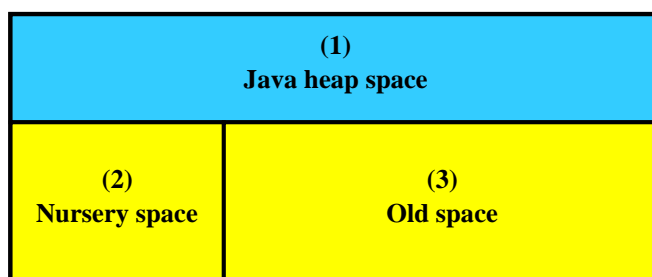 (1)
Java heap space
(2)
Nursery space
(3)
Old space